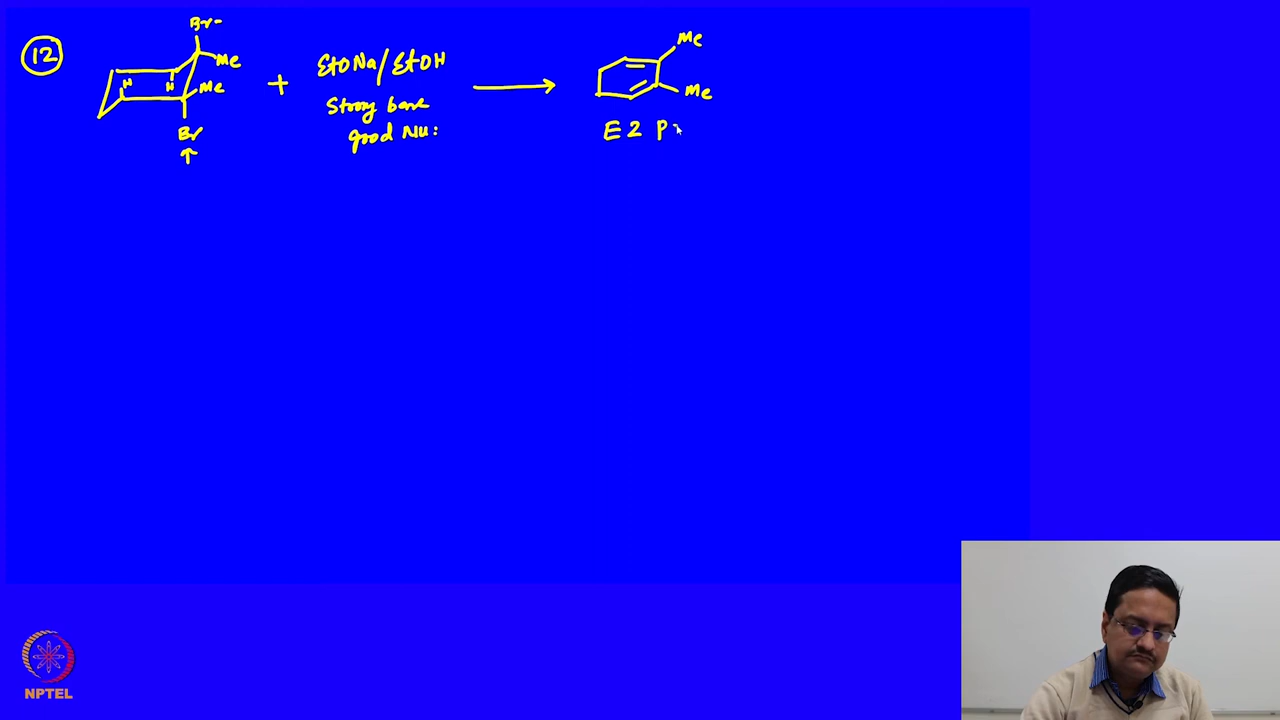 12
Br
Me
H
H
Me
Br
+ EtONa/EtOH
Strong base
good Nu:
Me
Me
E2 P
NPTEL